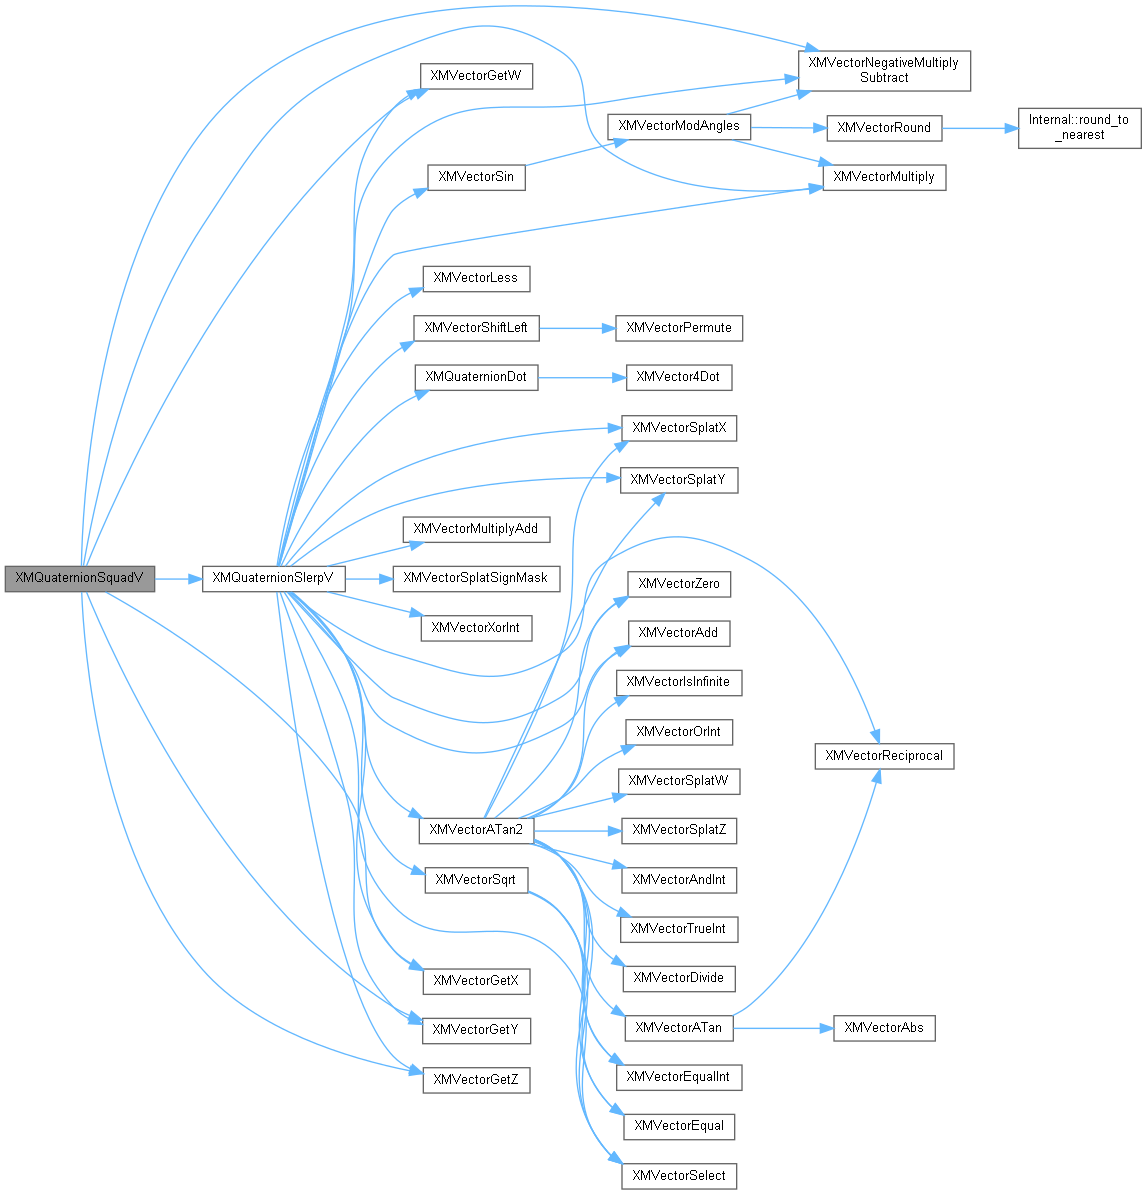 XMVectorNegativeMultiply
Subtract
XMVectorGetW
XMVectorModAngles
XMVectorRound
Internal::round_to
_nearest
XMVectorSin
XMVectorMultiply
XMVectorLess
XMVectorShiftLeft
XMVectorPermute
XMQuaternionDot
XMVector4Dot
XMVectorSplatX
XMVectorSplatY
XMVectorMultiplyAdd
XMQuaternionSquadV
XMQuaternionSlerpV
XMVectorSplatSignMask
XMVectorZero
XMVectorXorInt
XMVectorAdd
XMVectorIsInfinite
XMVectorOrInt
XMVectorReciprocal
XMVectorSplatW
XMVectorATan2
XMVectorSplatZ
XMVectorSqrt
XMVectorAndInt
XMVectorTrueInt
XMVectorGetX
XMVectorDivide
XMVectorGetY
XMVectorATan
XMVectorAbs
XMVectorGetZ
XMVectorEqualInt
XMVectorEqual
XMVectorSelect